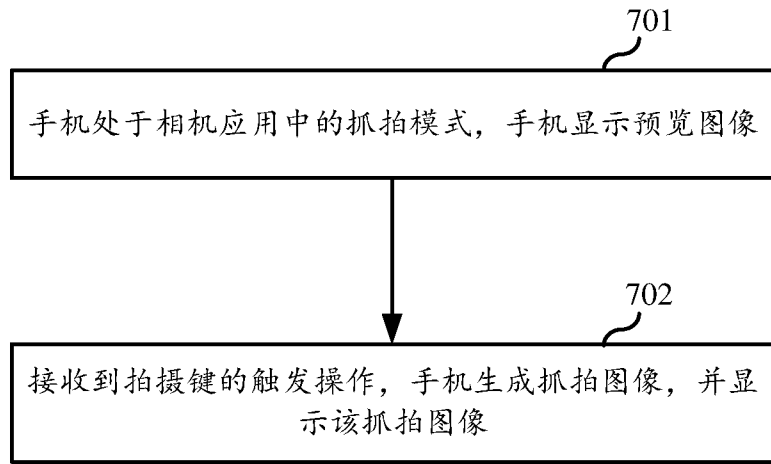 701
手机处于相机应用中的抓拍模式，手机显示预览图像
702
接收到拍摄键的触发操作，手机生成抓拍图像，并显
示该抓拍图像